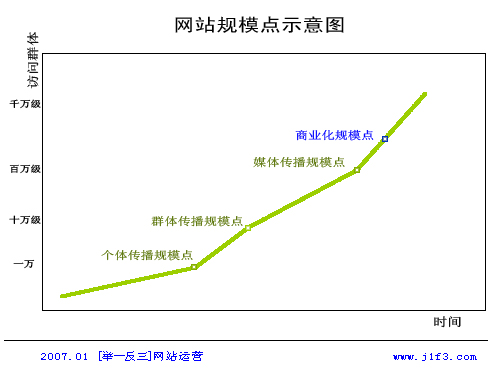 网站规模点示意图
访问群体
千万级
商业化规模点
媒体传播规模点
百万级
十万级
群体传播规模点
个体传播规模点
一万
时间
2007.01 [举一反三]网站运营
www.j1f3.com